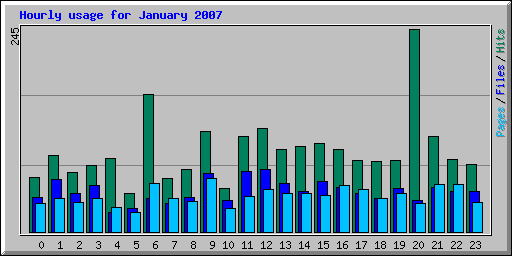 Hourly usage for January 2007
245
Pages / Files / Hits
0 1 2 3 4 5 6 7 8 9 10 11 12 13 14 15 16 17 18 19 20 21 22 23